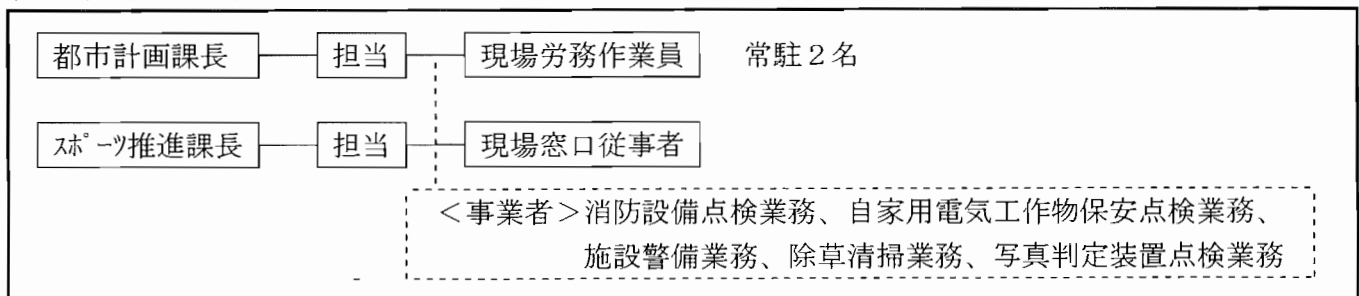 都市計画課長 担当 現場労務作業員 常駐2名
スポーツ推進課長 担当 現場窓口従事者
<事業者>消防設備点検業務、自家用電気工作物保安点検業務、
施設警備業務、除草清掃業務、写真判定装置点検業務